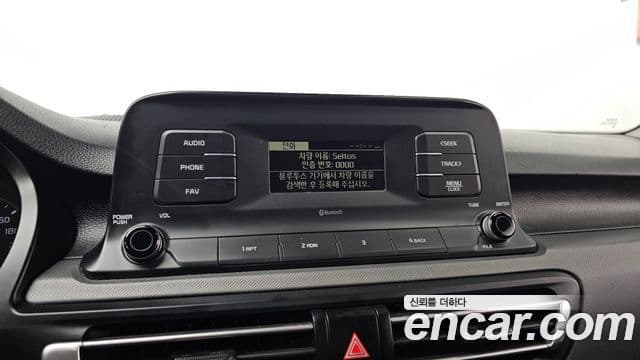 AUDIO
PHONE
FAV
전화
차량 이름: Seltos
인증 번호: 0000
블루투스 기기에서 차량 이름을
검색한 후 등록해 주십시오.
<SEEK
TRACK>
MENU
CLOCK
Bluetooth
POWER
PUSH
VOL
TUNE
ENTER
FILE
1 RPT
2 RDM
3
4 BACK
180
신뢰를 더하다
encar.com